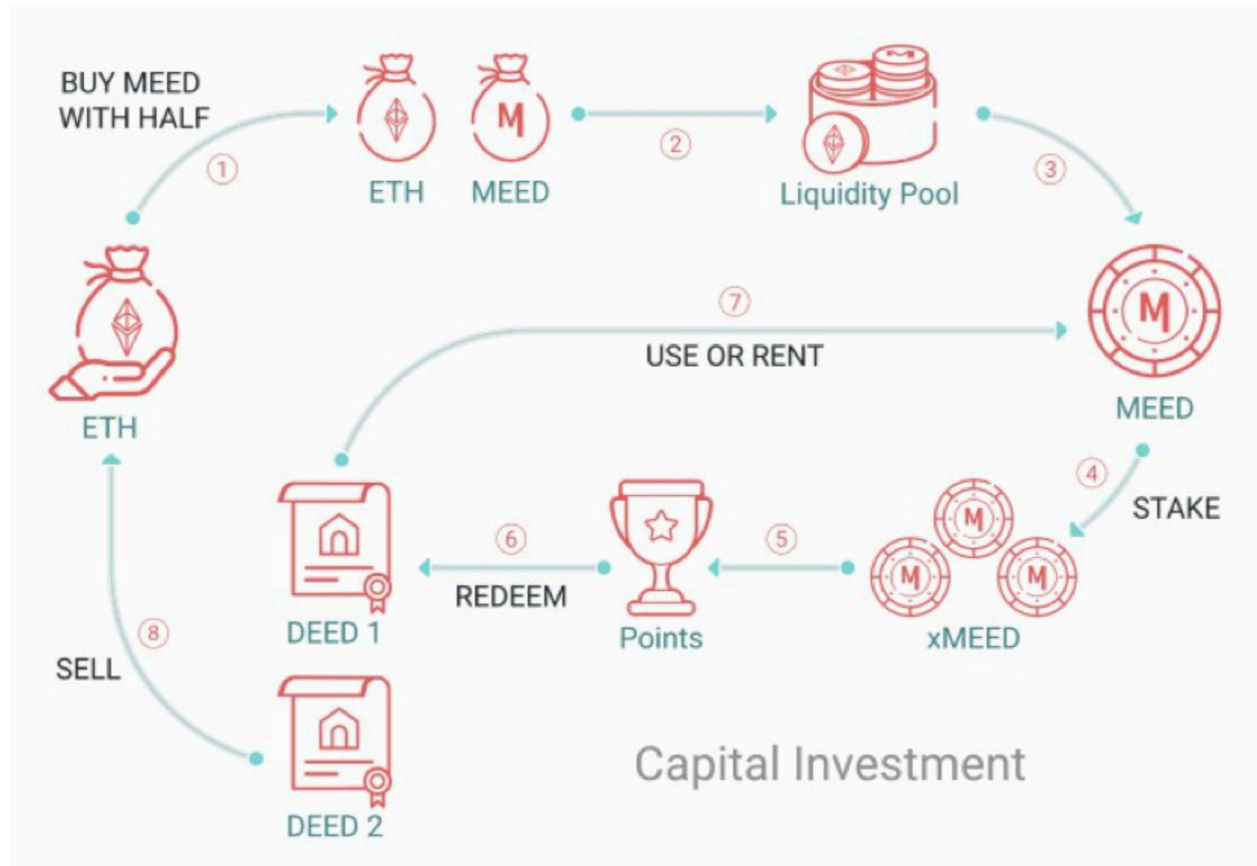 BUY MEED
WITH HALF
1
ETH
M
MEED
2
Liquidity Pool
3
ETH
7
USE OR RENT
M
MEED
4
STAKE
DEED 1
6
REDEEM
Points
5
M
M
M
xMEED
8
SELL
DEED 2
Capital Investment